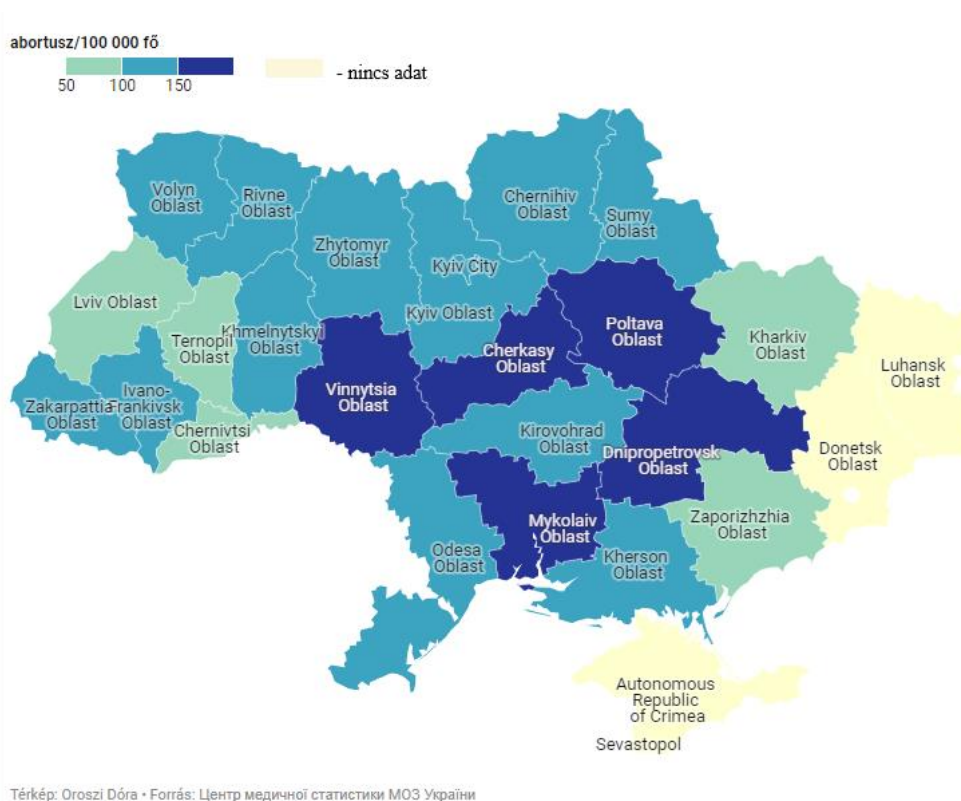 abortusz/100 000 fő
50 100 150
- nincs adat
Volyn
Oblast
Rivne
Oblast
Zhytomyr
Oblast
Chernihiv
Oblast
Sumy
Oblast
Kyiv City
Kyiv Oblast
Lviv Oblast
Ternopil
Oblast
Khmelnytskyi
Oblast
Vinnytsia
Oblast
Cherkasy
Oblast
Poltava
Oblast
Kharkiv
Oblast
Luhansk
Oblast
Zakarpattia
Oblast
Ivano-
Frankivsk
Oblast
Chernivtsi
Oblast
Kirovohrad
Oblast
Dnipropetrovsk
Oblast
Donetsk
Oblast
Odesa
Oblast
Mykolaiv
Oblast
Kherson
Oblast
Zaporizhzhia
Oblast
Autonomous
Republic
of Crimea
Sevastopol
Térkép: Oroszi Dóra • Forrás: Центр медичної статистики МОЗ України